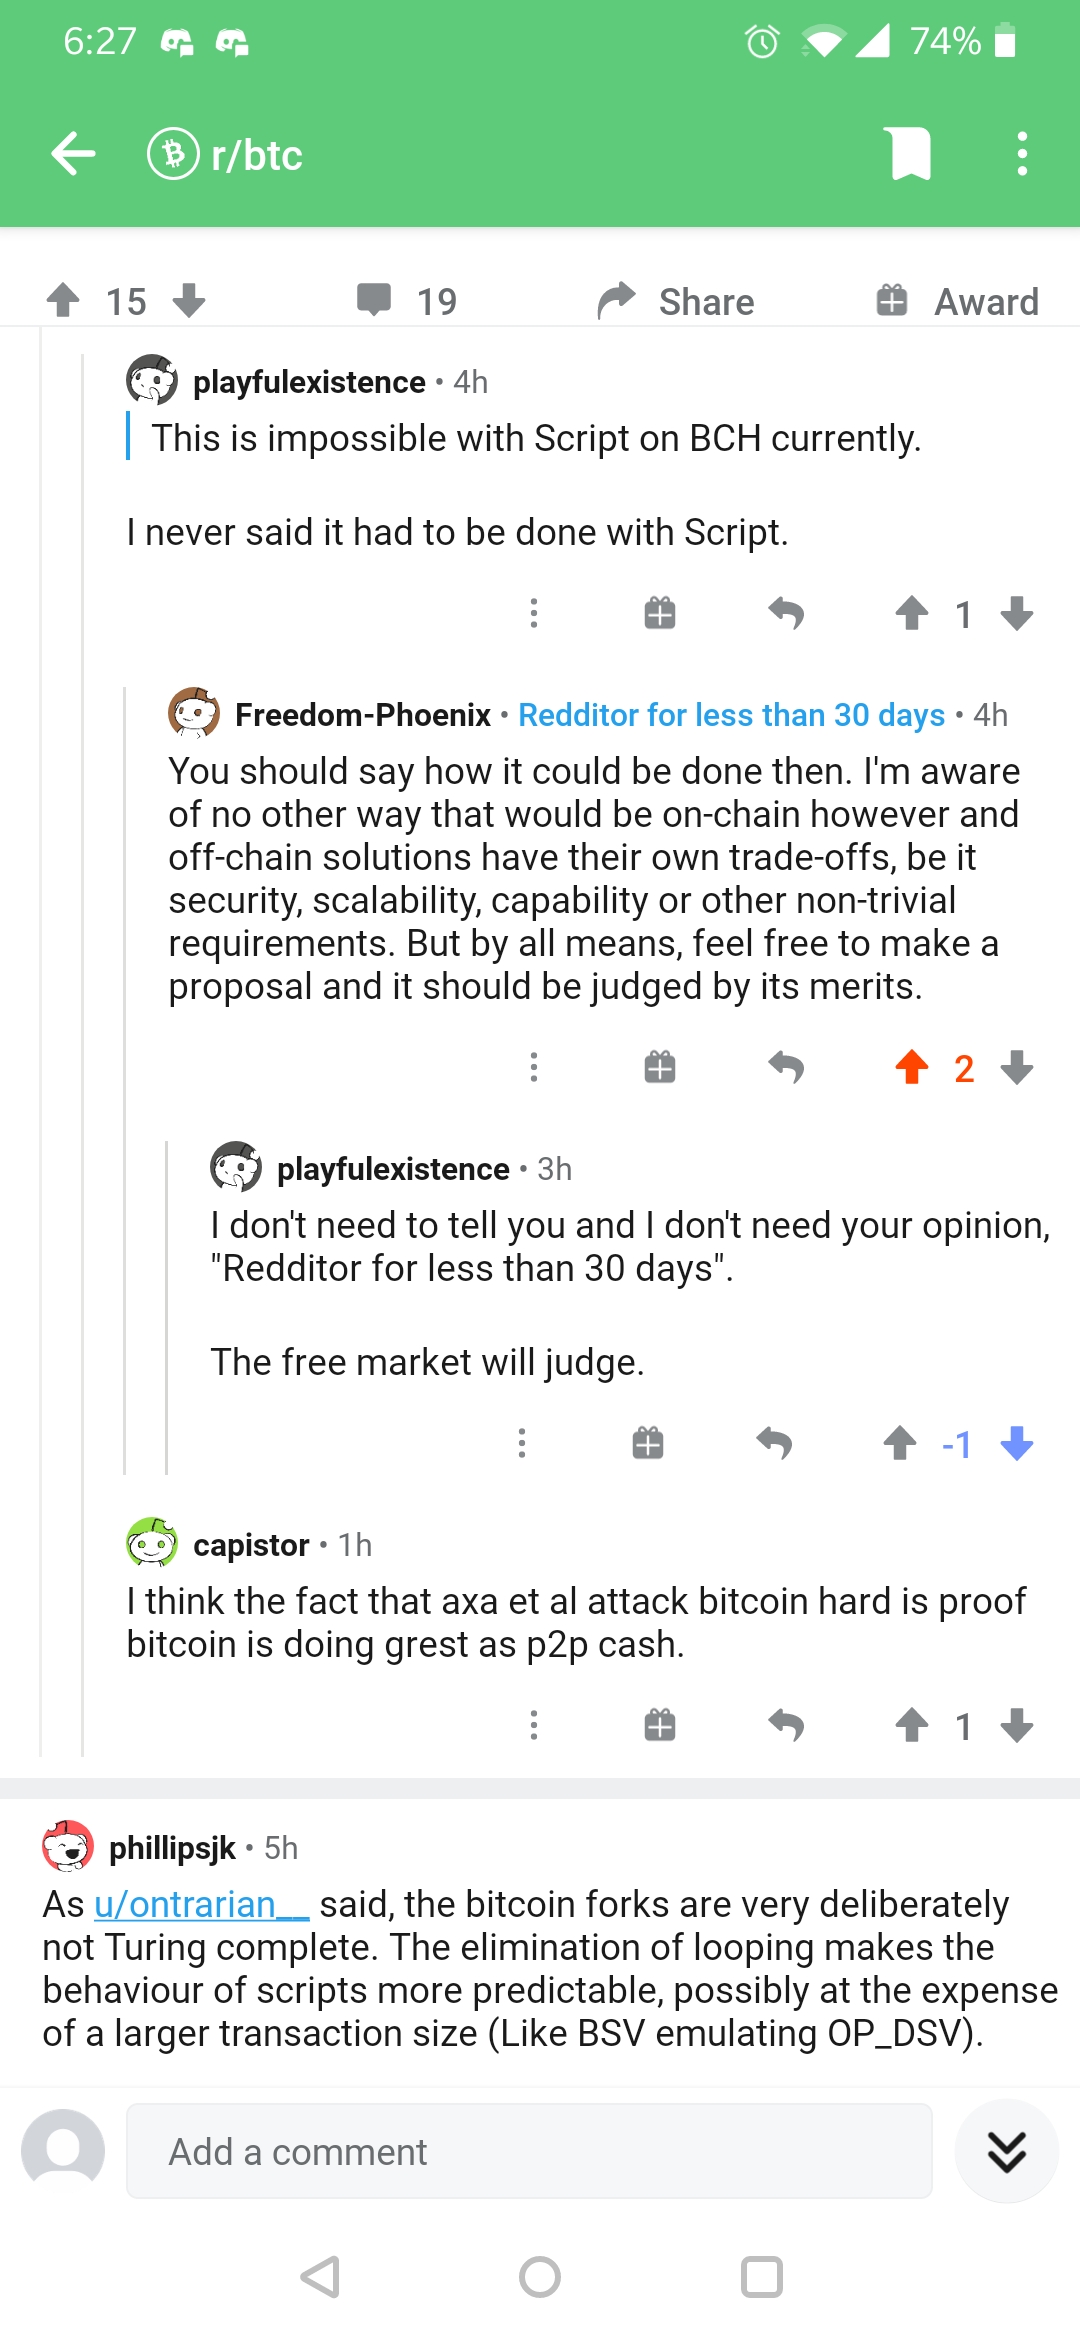 6:27
74%
r/btc
15
19
Share
Award
playfulexistence • 4h
This is impossible with Script on BCH currently.
I never said it had to be done with Script.
1
Freedom-Phoenix • Redditor for less than 30 days • 4h
You should say how it could be done then. I'm aware
of no other way that would be on-chain however and
off-chain solutions have their own trade-offs, be it
security, scalability, capability or other non-trivial
requirements. But by all means, feel free to make a
proposal and it should be judged by its merits.
2
playfulexistence • 3h
I don't need to tell you and I don't need your opinion,
"Redditor for less than 30 days".
The free market will judge.
-1
capistor • 1h
I think the fact that axa et al attack bitcoin hard is proof
bitcoin is doing grest as p2p cash.
1
phillipsjk • 5h
As u/ontrarian__ said, the bitcoin forks are very deliberately
not Turing complete. The elimination of looping makes the
behaviour of scripts more predictable, possibly at the expense
of a larger transaction size (Like BSV emulating OP_DSV).
Add a comment